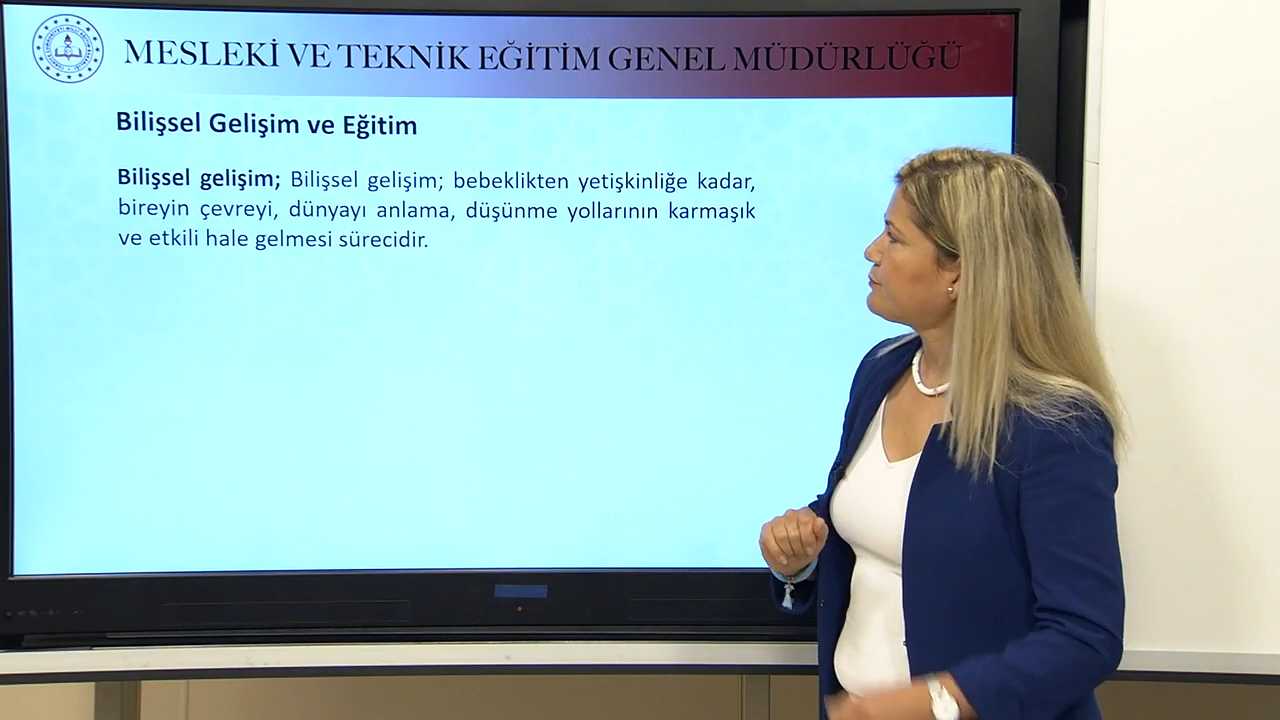 MESLEKİ VE TEKNİK EĞİTİM GENEL MÜDÜRLÜĞÜ
Bilişsel Gelişim ve Eğitim
Bilişsel gelişim; Bilişsel gelişim; bebeklikten yetişkinliğe kadar,
bireyin çevreyi, dünyayı anlama, düşünme yollarının karmaşık
ve etkili hale gelmesi sürecidir.